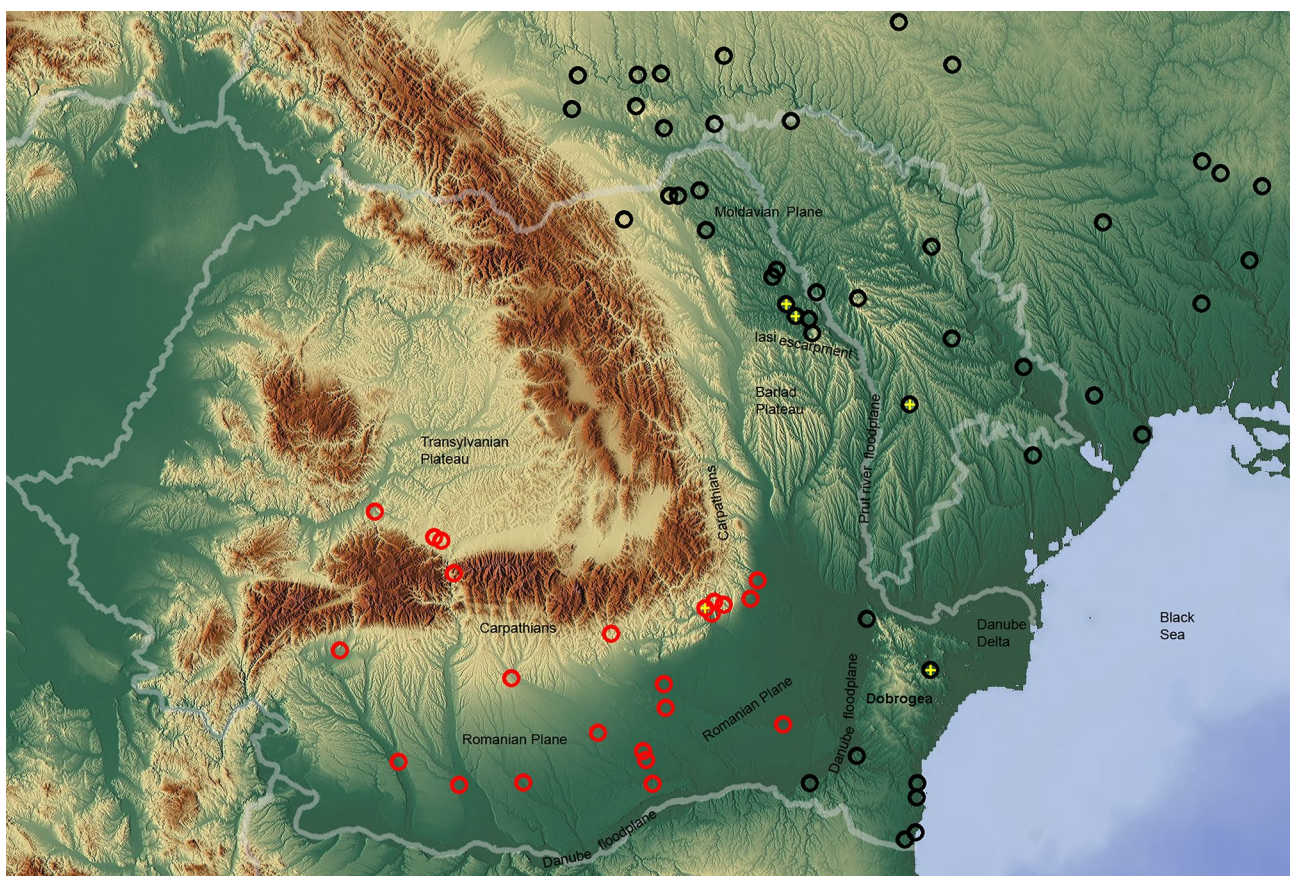 Moldavian Plane
Iasi escarpment
Barlad
Plateau
Prut river floodplane
Transylvanian
Plateau
Carpathians
Carpathians
Danube
Delta
Black
Sea
Dobrogea
Danube floodplane
Romanian Plane
Romanian Plane
Danube floodplane